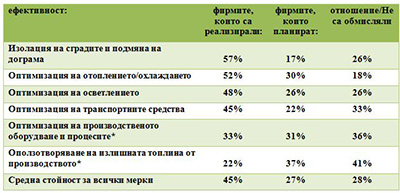 ефективност:
фирмите, които са реализирали:
фирмите, които планират:
отношение/Не са обмисляли
Изолация на сградите и подмяна на дограма 57% 17% 26%
Оптимизация на отоплението/охлаждането 52% 30% 18%
Оптимизация на осветлението 48% 26% 26%
Оптимизация на транспортните средства 45% 22% 33%
Оптимизация на производственото оборудване и процесите* 33% 31% 36%
Оползотворяване на излишната топлина от производството* 22% 37% 41%
Средна стойност за всички мерки 45% 27% 28%